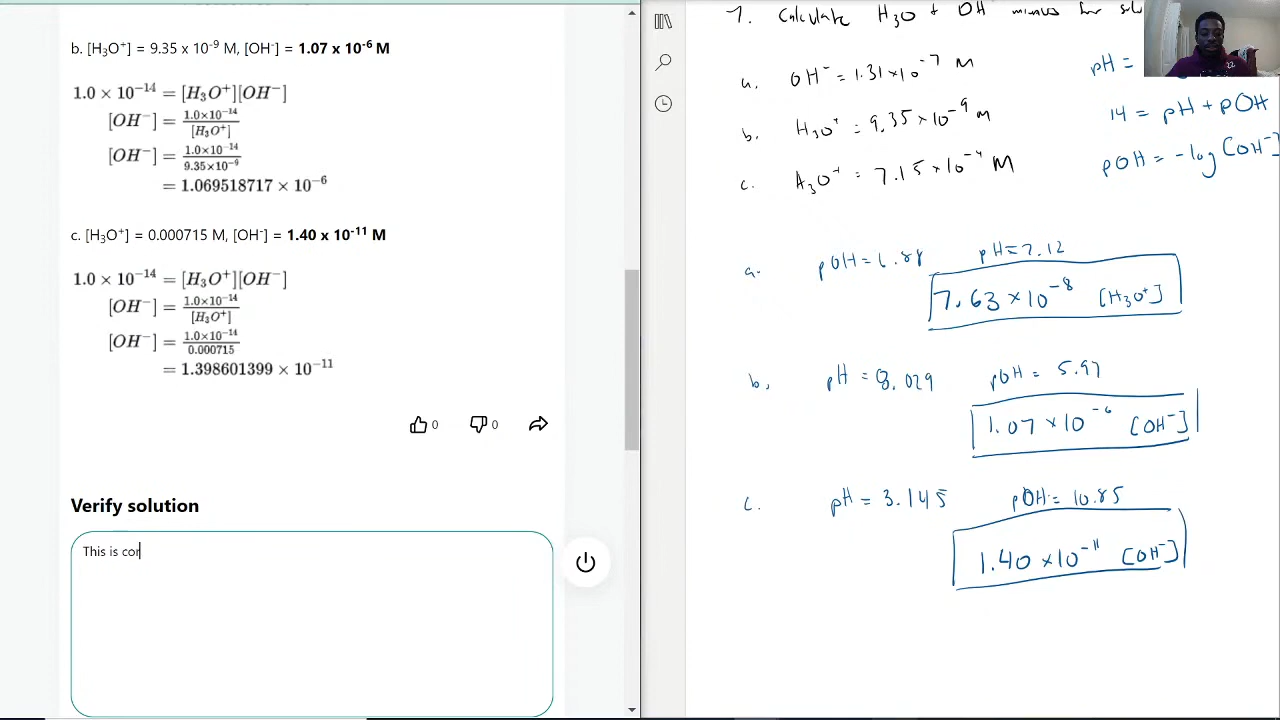 b. [H₃O⁺] = 9.35 x 10⁻⁹ M, [OH⁻] = 1.07 x 10⁻⁶ M
1.0 × 10⁻¹⁴ = [H₃O⁺][OH⁻]
[OH⁻] = 1.0×10⁻¹⁴ / [H₃O⁺]
[OH⁻] = 1.0×10⁻¹⁴ / 9.35×10⁻⁹
= 1.069518717 × 10⁻⁶
c. [H₃O⁺] = 0.000715 M, [OH⁻] = 1.40 x 10⁻¹¹ M
1.0 × 10⁻¹⁴ = [H₃O⁺][OH⁻]
[OH⁻] = 1.0×10⁻¹⁴ / [H₃O⁺]
[OH⁻] = 1.0×10⁻¹⁴ / 0.000715
= 1.398601399 × 10⁻¹¹
0 0
Verify solution
This is cor
7. Calculate H₃O + OH minus for
pH =
a. OH⁻ = 1.31×10⁻⁷ M
14 = pH + pOH
b. H₃O⁺ = 9.35×10⁻⁹ M
pOH = -log[OH⁻]
c. H₃O⁺ = 7.15×10⁻⁴ M
a. pOH = 6.88 pH = 7.12
7.63 × 10⁻⁸ [H₃O⁺]
b, pH = 8.029 pOH = 5.97
1.07 × 10⁻⁶ [OH⁻]
c. pH = 3.145 pOH = 10.85
1.40 × 10⁻¹¹ [OH⁻]